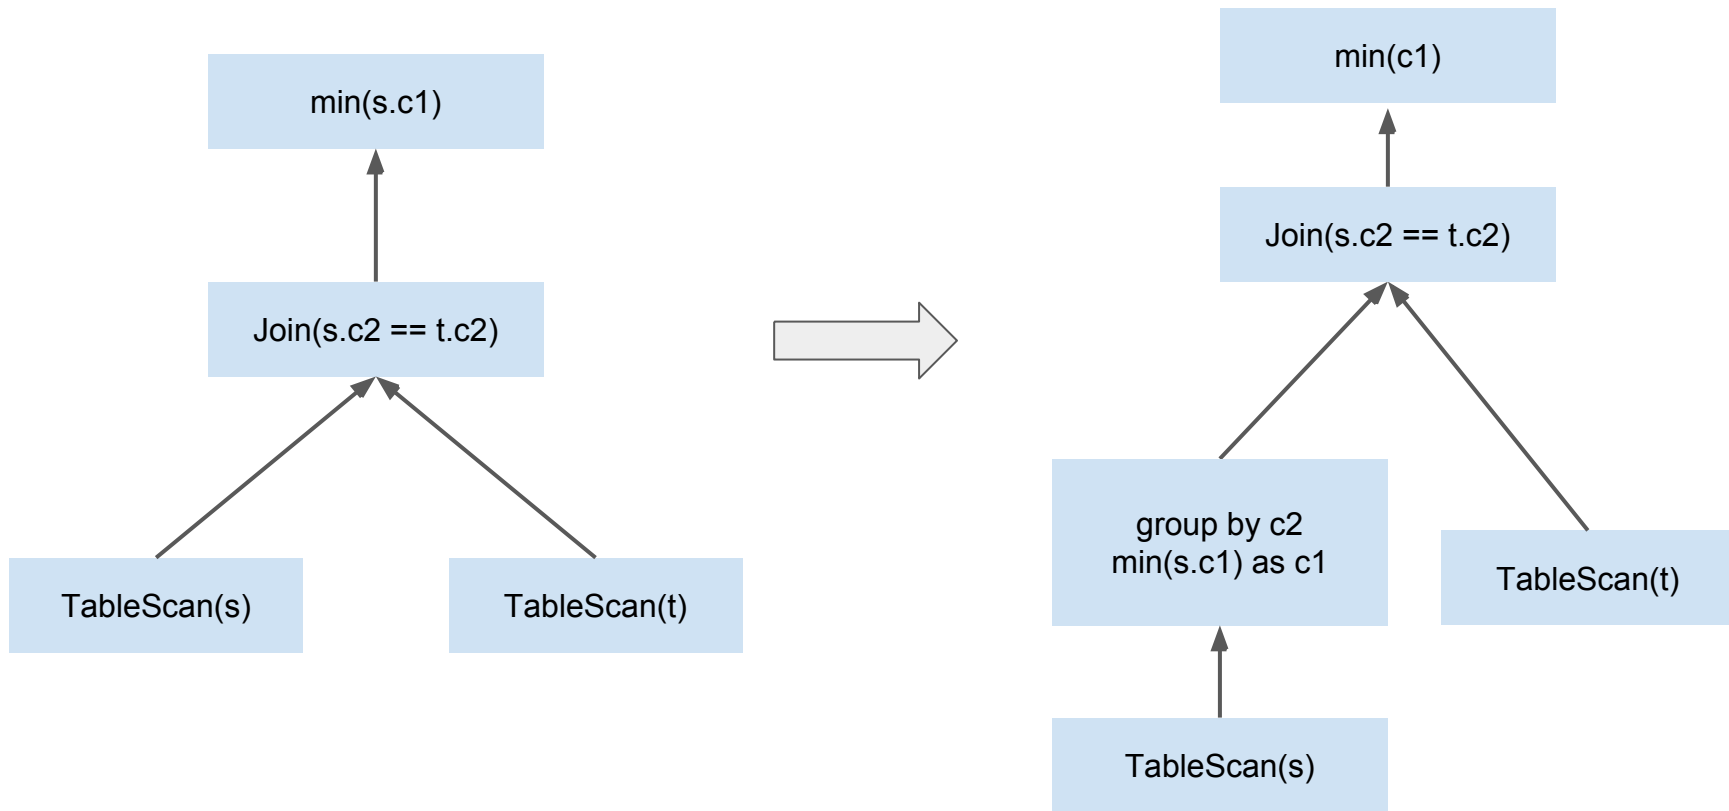 min(s.c1)
Join(s.c2 == t.c2)
TableScan(s)
TableScan(t)
min(c1)
Join(s.c2 == t.c2)
group by c2
min(s.c1) as c1
TableScan(t)
TableScan(s)